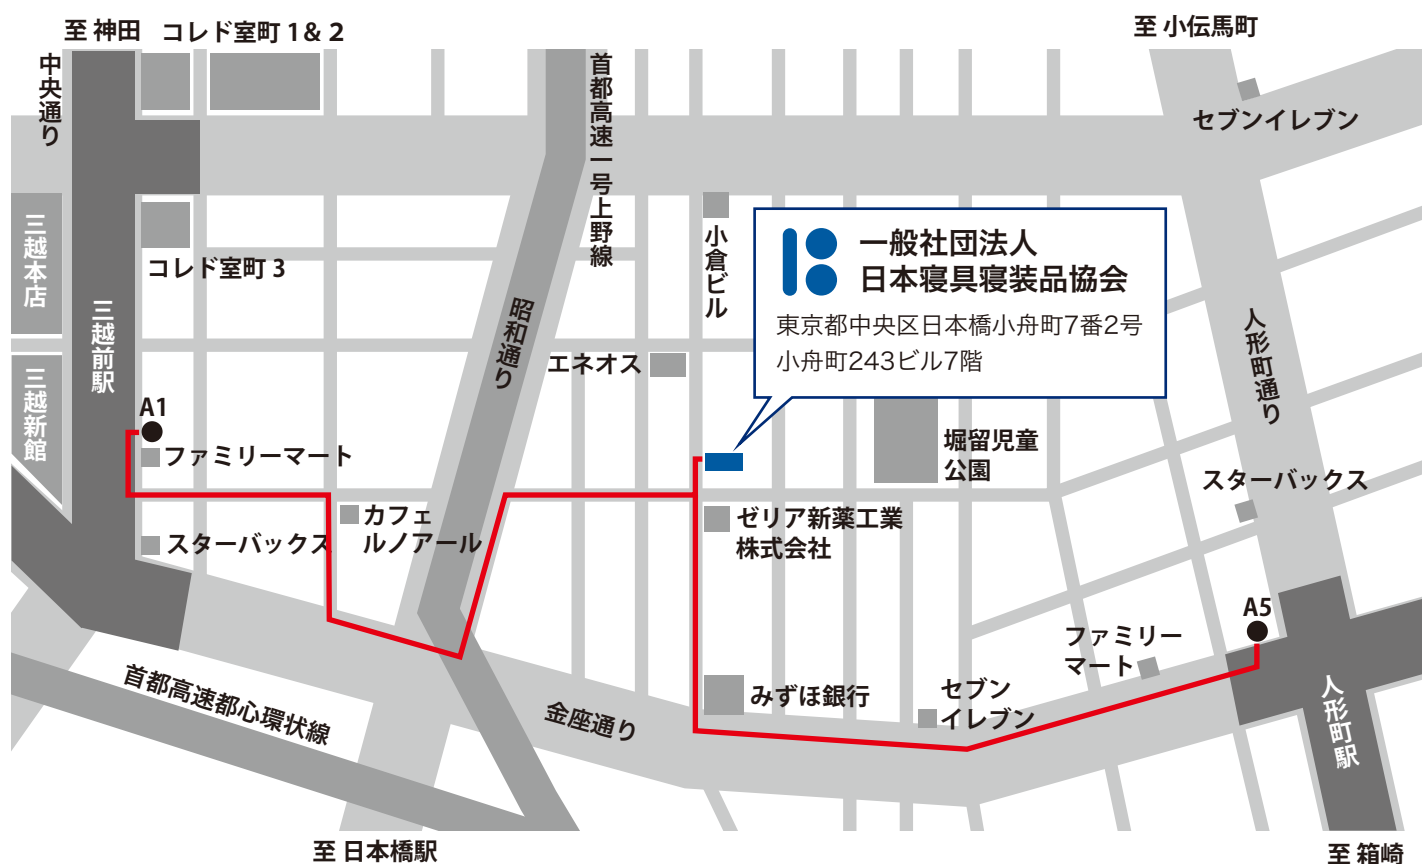 至 神田
コレド室町 1& 2
至 小伝馬町
中央通り
首都高速一号上野線
セブンイレブン
三越本店
コレド室町 3
小倉ビル
一般社団法人
日本寝具寝装品協会
東京都中央区日本橋小舟町7番2号
小舟町243ビル7階
三越前駅
昭和通り
エネオス
人形町通り
三越新館
A1
ファミリーマート
堀留児童
公園
スターバックス
カフェ
ルノアール
スターバックス
ゼリア新薬工業
株式会社
A5
ファミリー
マート
首都高速都心環状線
金座通り
みずほ銀行
セブン
イレブン
人形町駅
至 日本橋駅
至 箱崎